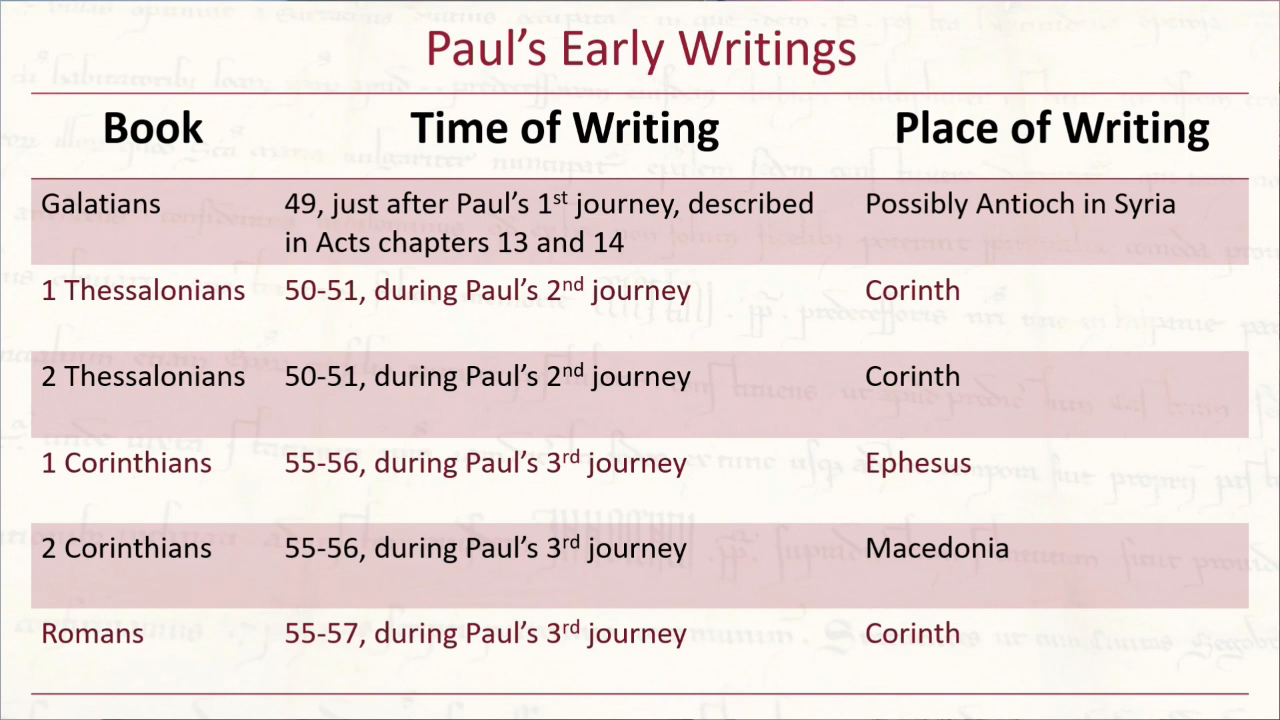 Paul’s Early Writings
Book Time of Writing Place of Writing
Galatians 49, just after Paul’s 1st journey, described Possibly Antioch in Syria
in Acts chapters 13 and 14
1 Thessalonians 50-51, during Paul’s 2nd journey Corinth
2 Thessalonians 50-51, during Paul’s 2nd journey Corinth
1 Corinthians 55-56, during Paul’s 3rd journey Ephesus
2 Corinthians 55-56, during Paul’s 3rd journey Macedonia
Romans 55-57, during Paul’s 3rd journey Corinth